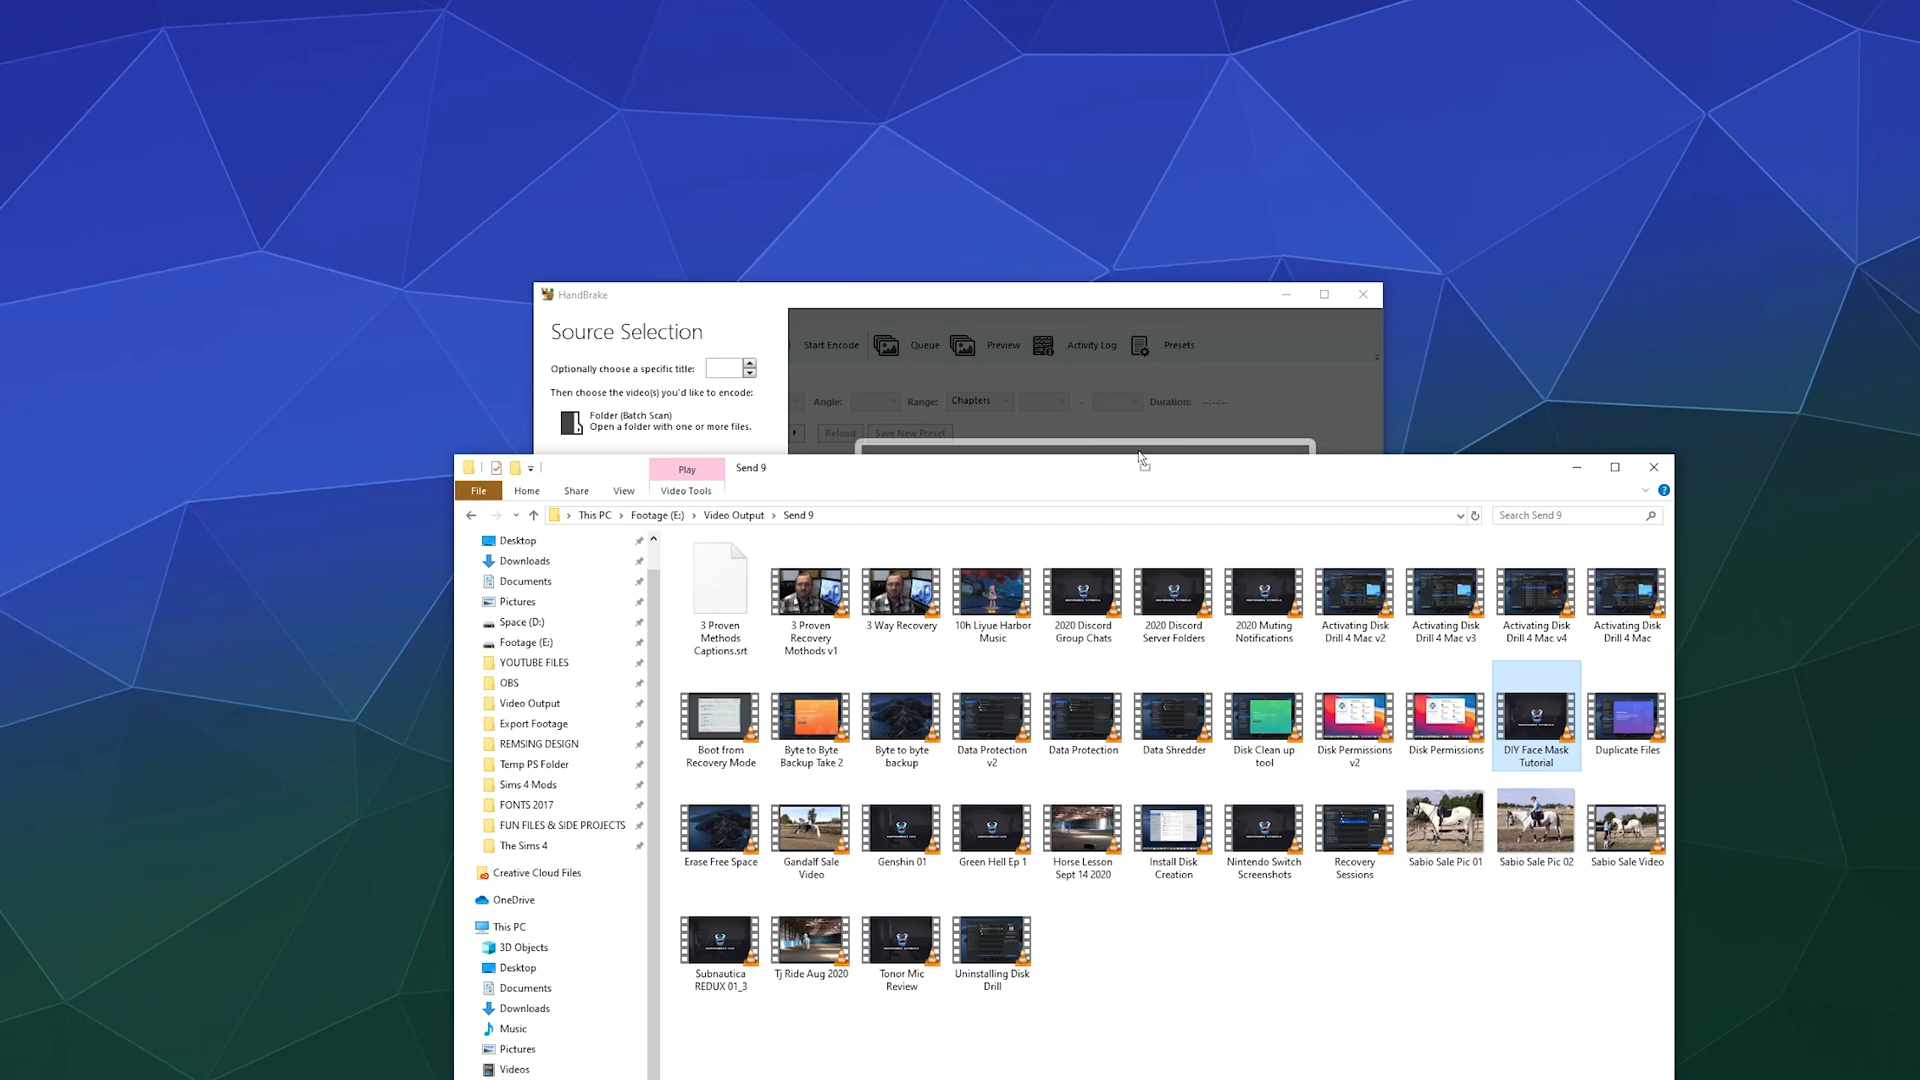 HandBrake
Source Selection
Optionally choose a specific title:
Then choose the video(s) you'd like to encode:
Folder (Batch Scan)
Open a folder with one or more files.
Start Encode
Queue
Preview
Activity Log
Presets
Angle:
Range:
Chapters
-
Duration:
--:--:--
Reload
Save New Preset
Play
Send 9
File
Home
Share
View
Video Tools
This PC
Footage (E:)
Video Output
Send 9
Search Send 9
Desktop
Downloads
Documents
Pictures
Space (D:)
Footage (E:)
YOUTUBE FILES
OBS
Video Output
Export Footage
REMSING DESIGN
Temp PS Folder
Sims 4 Mods
FONTS 2017
FUN FILES & SIDE PROJECTS
The Sims 4
Creative Cloud Files
OneDrive
This PC
3D Objects
Desktop
Documents
Downloads
Music
Pictures
Videos
3 Proven
Methods
Captions.srt
3 Proven
Recovery
Mothods v1
3 Way Recovery
10h Liyue Harbor
Music
2020 Discord
Group Chats
2020 Discord
Server Folders
2020 Muting
Notifications
Activating Disk
Drill 4 Mac v2
Activating Disk
Drill 4 Mac v3
Activating Disk
Drill 4 Mac v4
Activating Disk
Drill 4 Mac
Boot from
Recovery Mode
Byte to Byte
Backup Take 2
Byte to byte
backup
Data Protection
v2
Data Protection
Data Shredder
Disk Clean up
tool
Disk Permissions
v2
Disk Permissions
DIY Face Mask
Tutorial
Duplicate Files
Erase Free Space
Gandalf Sale
Video
Genshin 01
Green Hell Ep 1
Horse Lesson
Sept 14 2020
Install Disk
Creation
Nintendo Switch
Screenshots
Recovery
Sessions
Sabio Sale Pic 01
Sabio Sale Pic 02
Sabio Sale Video
Subnautica
REDUX 01_3
Tj Ride Aug 2020
Tonor Mic
Review
Uninstalling Disk
Drill